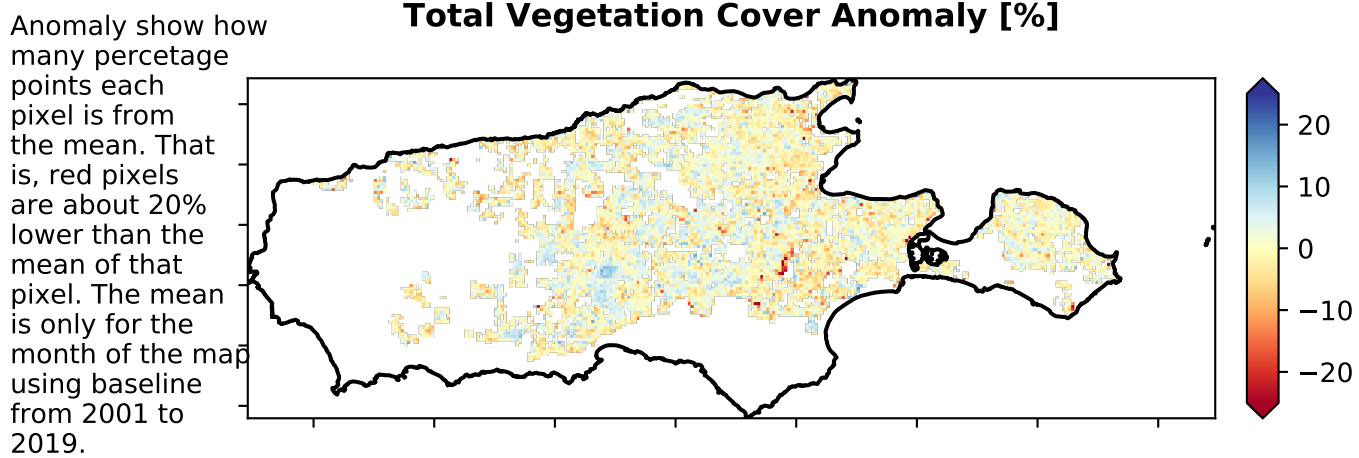 Total Vegetation Cover Anomaly [%]
Anomaly show how
many percetage
points each
pixel is from
the mean. That
is, red pixels
are about 20%
lower than the
mean of that
pixel. The mean
is only for the
month of the map
using baseline
from 2001 to
2019.
20
10
0
−10
−20